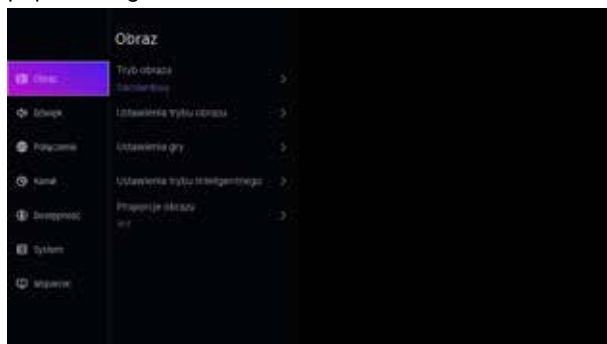 Obraz
Obraz
Tryb obrazu
Standardowy
Dźwięk
Ustawienia trybu obrazu
Połączenie
Ustawienia gry
Kanał
Ustawienia trybu Inteligentnego
Dostępność
Proporcje obrazu
System
Wsparcie